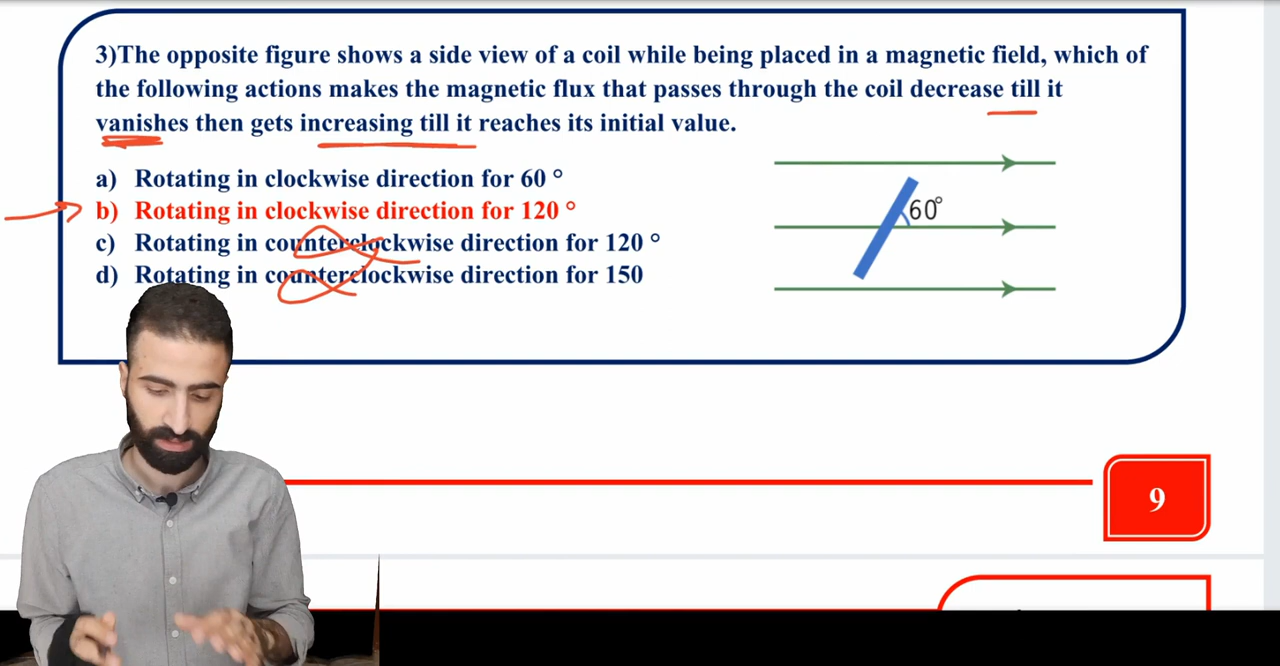 3)The opposite figure shows a side view of a coil while being placed in a magnetic field, which of
the following actions makes the magnetic flux that passes through the coil decrease till it
vanishes then gets increasing till it reaches its initial value.
a) Rotating in clockwise direction for 60 °
b) Rotating in clockwise direction for 120 °
c) Rotating in counterclockwise direction for 120 °
d) Rotating in counterclockwise direction for 150
60°
9